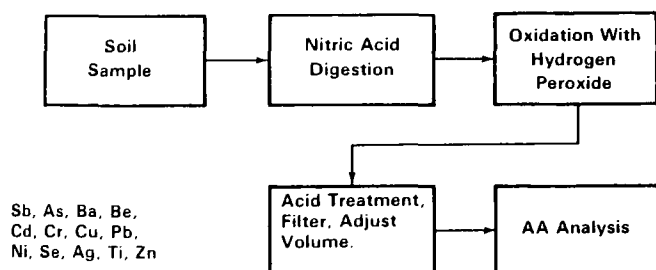 Soil
Sample
Nitric Acid
Digestion
Oxidation With
Hydrogen
Peroxide
Acid Treatment,
Filter, Adjust
Volume.
AA Analysis
Sb, As, Ba, Be,
Cd, Cr, Cu, Pb,
Ni, Se, Ag, Ti, Zn